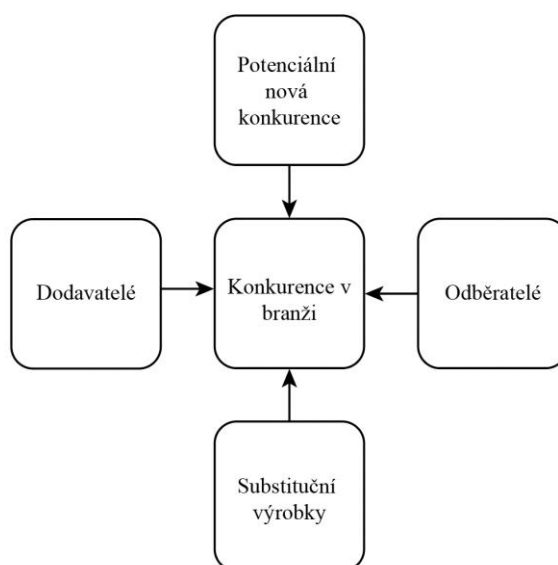 Potenciální
nová
konkurence
Dodavatelé
Konkurence v
branži
Odběratelé
Substituční
výrobky